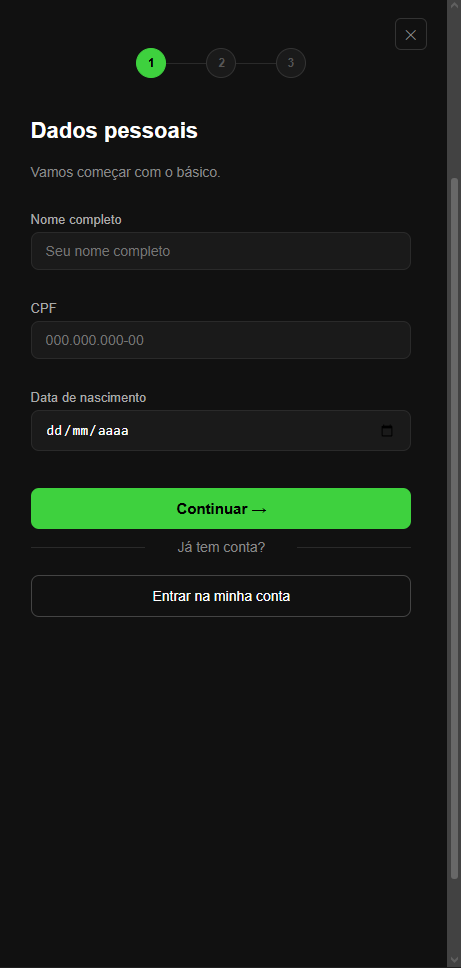 1 2 3
Dados pessoais
Vamos começar com o básico.
Nome completo
Seu nome completo
CPF
000.000.000-00
Data de nascimento
dd/mm/aaaa
Continuar →
Já tem conta?
Entrar na minha conta